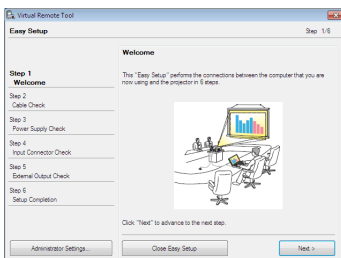 Virtual Remote Tool
Easy Setup
Step 1/6
Welcome
Step 1
Welcome
Step 2
Cable Check
Step 3
Power Supply Check
Step 4
Input Connector Check
Step 5
External Output Check
Step 6
Setup Completion
This "Easy Setup" performs the connections between the computer that you are
now using and the projector in 6 steps.
Click "Next" to advance to the next step.
Administrator Settings...
Close Easy Setup
Next >